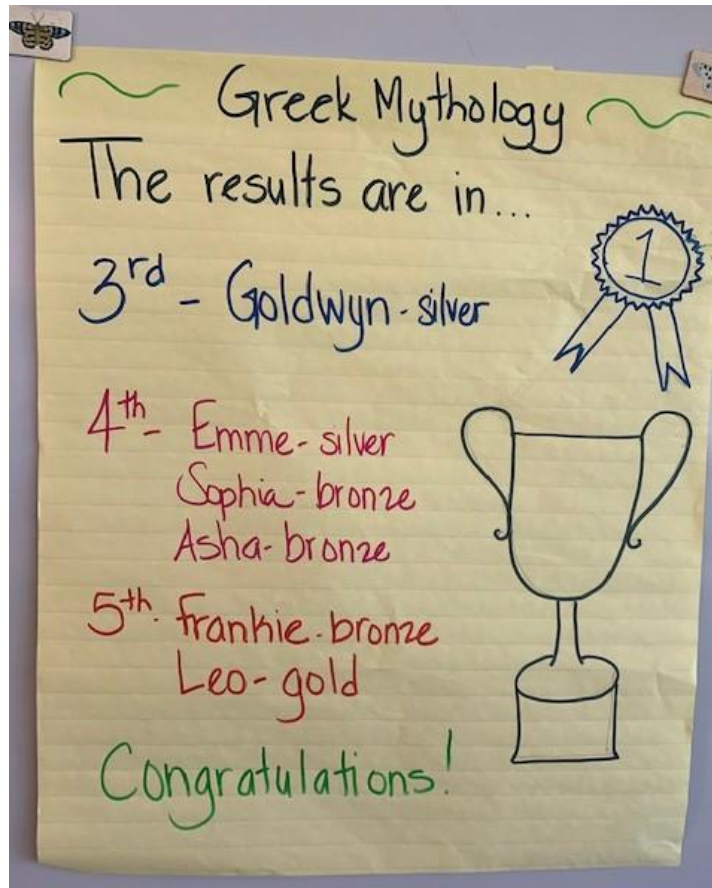 Greek Mythology
The results are in...
1
3rd - Goldwyn - silver
4th - Emme - silver
Sophia - bronze
Asha - bronze
5th. Frankie - bronze
Leo - gold
Congratulations!